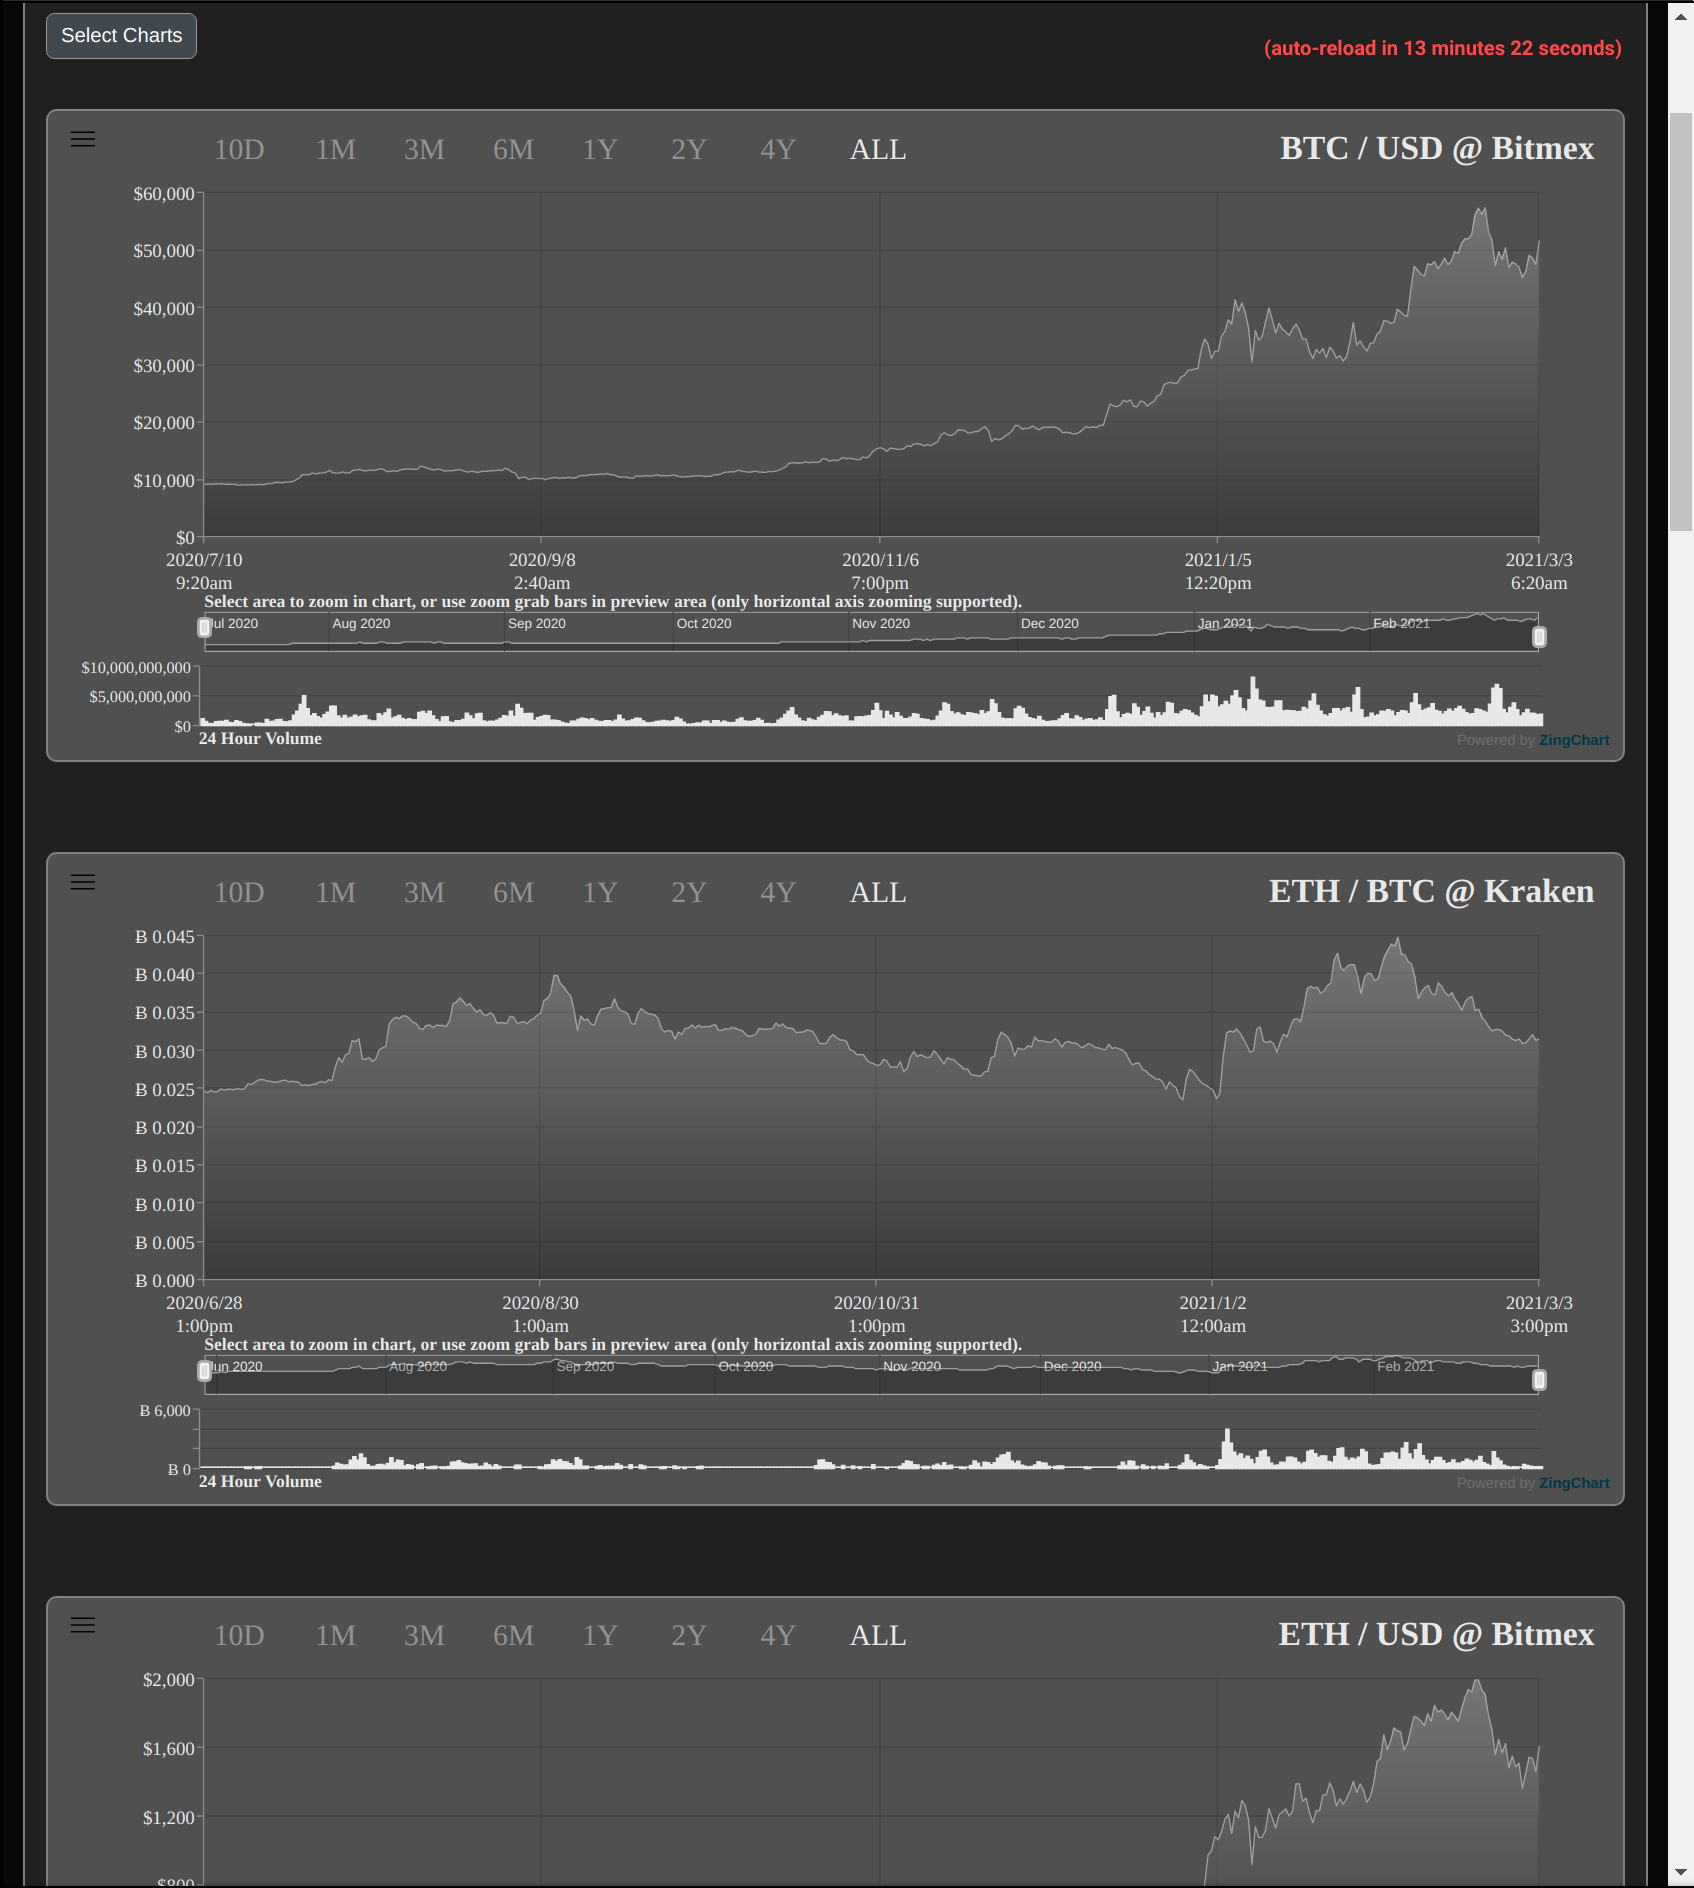 Select Charts
(auto-reload in 13 minutes 22 seconds)
10D 1M 3M 6M 1Y 2Y 4Y ALL
BTC / USD @ Bitmex
$60,000
$50,000
$40,000
$30,000
$20,000
$10,000
$0
2020/7/10 2020/9/8 2020/11/6 2021/1/5 2021/3/3
9:20am 2:40am 7:00pm 12:20pm 6:20am
Select area to zoom in chart, or use zoom grab bars in preview area (only horizontal axis zooming supported).
Jul 2020 Aug 2020 Sep 2020 Oct 2020 Nov 2020 Dec 2020 Jan 2021 Feb 2021
$10,000,000,000
$5,000,000,000
$0
24 Hour Volume
Powered by ZingChart
10D 1M 3M 6M 1Y 2Y 4Y ALL
ETH / BTC @ Kraken
Ƀ 0.045
Ƀ 0.040
Ƀ 0.035
Ƀ 0.030
Ƀ 0.025
Ƀ 0.020
Ƀ 0.015
Ƀ 0.010
Ƀ 0.005
Ƀ 0.000
2020/6/28 2020/8/30 2020/10/31 2021/1/2 2021/3/3
1:00pm 1:00am 1:00pm 12:00am 3:00pm
Select area to zoom in chart, or use zoom grab bars in preview area (only horizontal axis zooming supported).
Jun 2020 Aug 2020 Sep 2020 Oct 2020 Nov 2020 Dec 2020 Jan 2021 Feb 2021
Ƀ 6,000
Ƀ 0
24 Hour Volume
Powered by ZingChart
10D 1M 3M 6M 1Y 2Y 4Y ALL
ETH / USD @ Bitmex
$2,000
$1,600
$1,200
$800